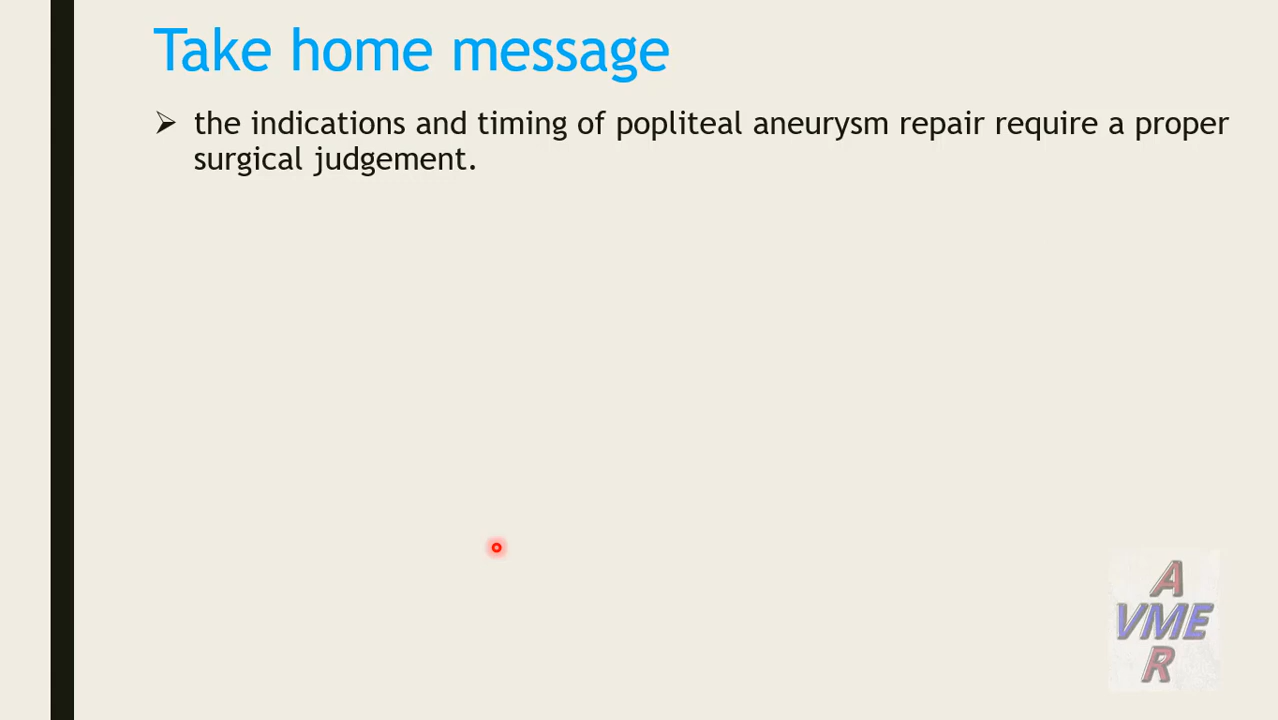 Take home message
➢ the indications and timing of popliteal aneurysm repair require a proper
surgical judgement.
A
VME
R